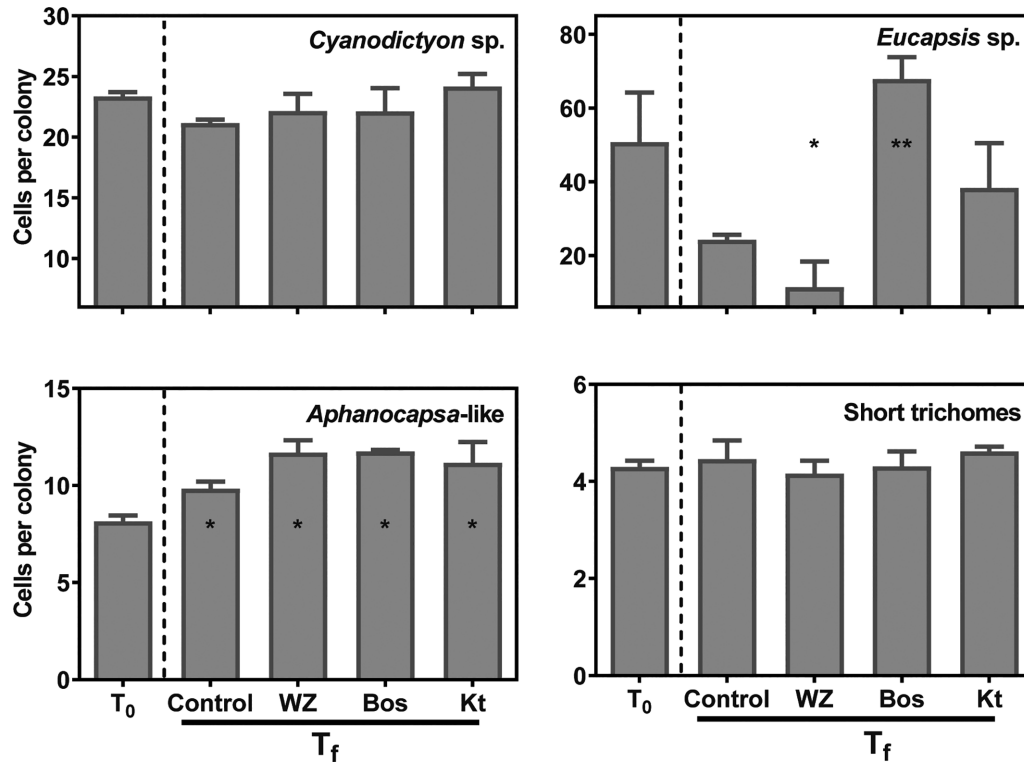 Cyanodictyon sp.
Cells per colony
30
25
20
15
10
Eucapsis sp.
80
60
40
20
*
**
Aphanocapsa-like
Cells per colony
15
10
5
0
* * * *
T₀ Control WZ Bos Kt
T_f
Short trichomes
6
4
2
0
T₀ Control WZ Bos Kt
T_f